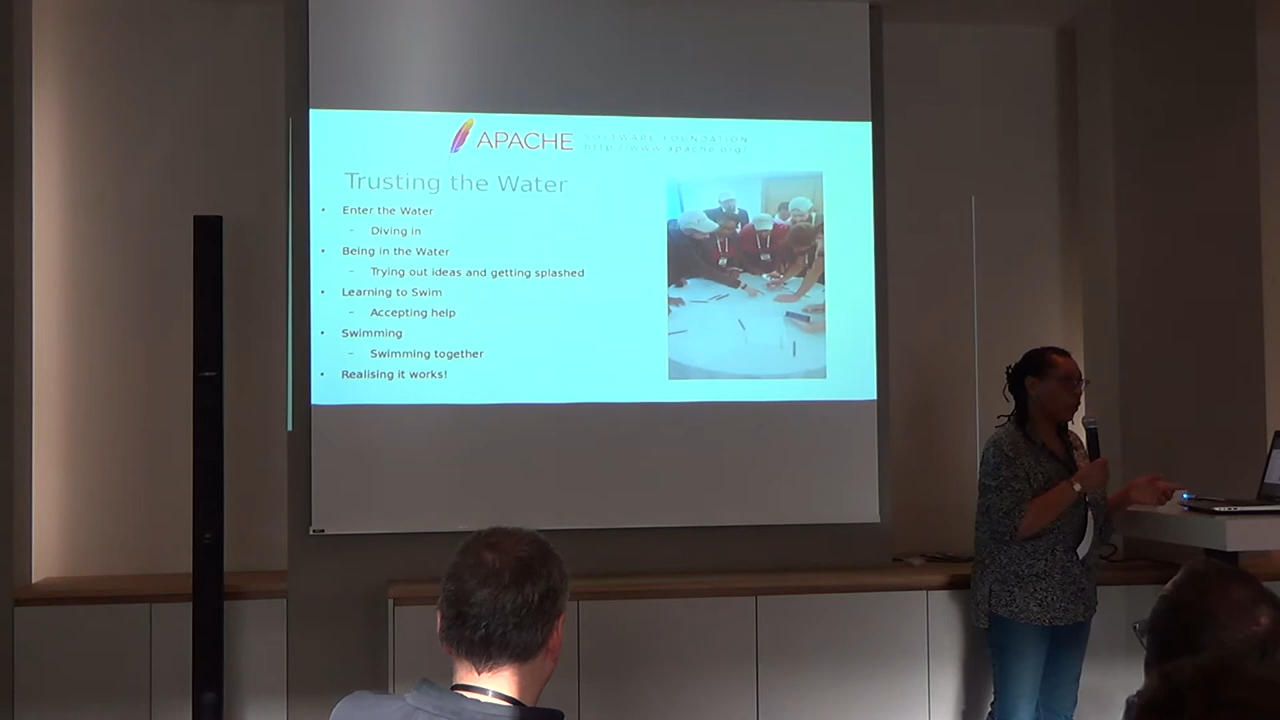 APACHE SOFTWARE FOUNDATION
http://www.apache.org/
Trusting the Water
• Enter the Water
– Diving in
• Being in the Water
– Trying out ideas and getting splashed
• Learning to Swim
– Accepting help
• Swimming
– Swimming together
• Realising it works!